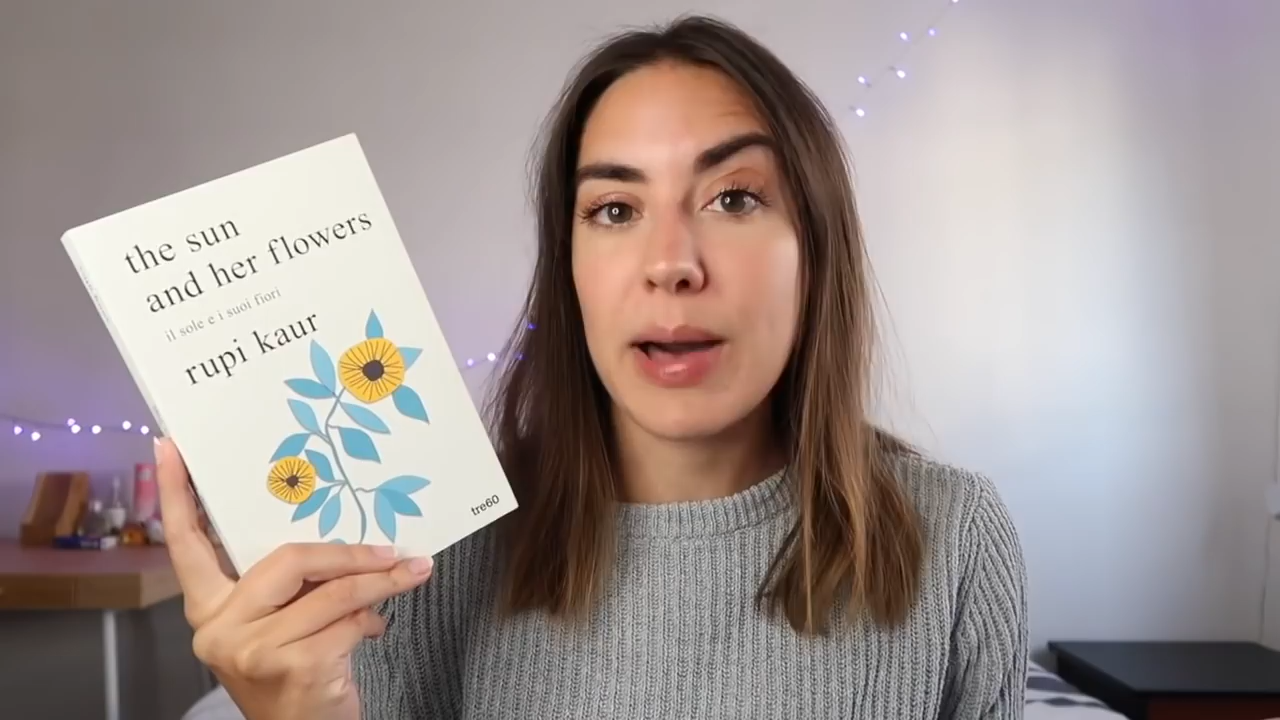 the sun
and her flowers
il sole e i suoi fiori
rupi kaur
tre60